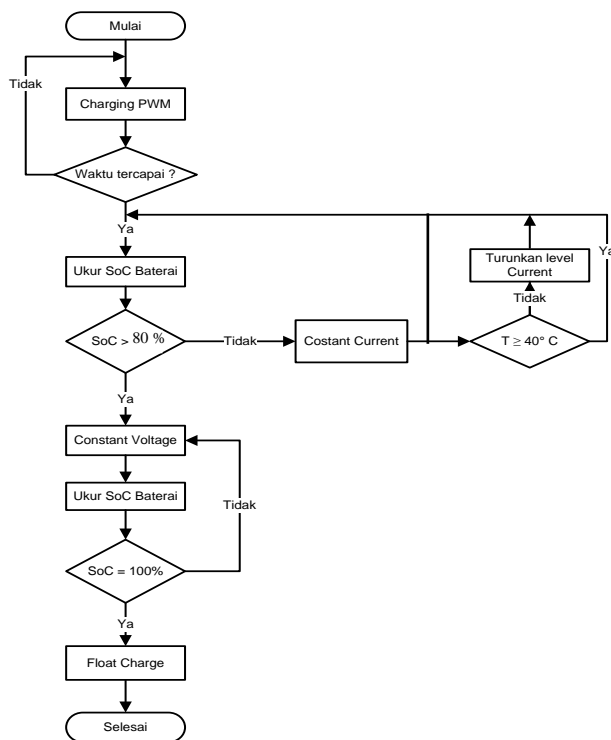 Mulai
Tidak
Charging PWM
Waktu tercapai ?
Ya
Ukur SoC Baterai
SoC > 80 %
Tidak
Costant Current
T ≥ 40° C
Tidak
Turunkan level
Current
Ya
Ya
Constant Voltage
Ukur SoC Baterai
Tidak
SoC = 100%
Ya
Float Charge
Selesai